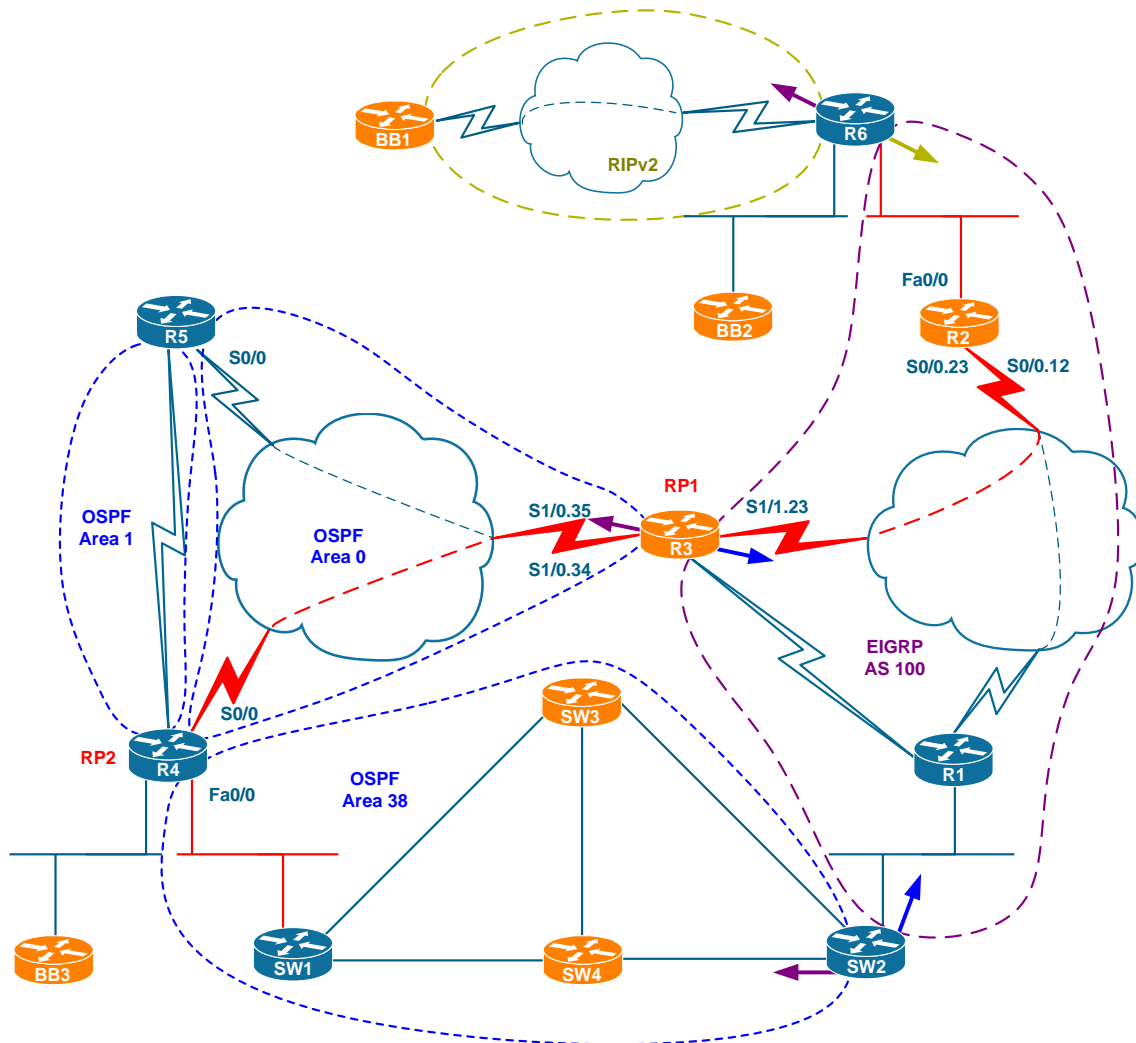 BB1
R6
RIPv2
Fa0/0
BB2
R2
R5
S0/0
S0/0.23
S0/0.12
RP1
OSPF
Area 1
OSPF
Area 0
S1/0.35
S1/1.23
R3
S1/0.34
EIGRP
AS 100
S0/0
SW3
RP2
R4
R1
OSPF
Area 38
Fa0/0
BB3
SW1
SW4
SW2